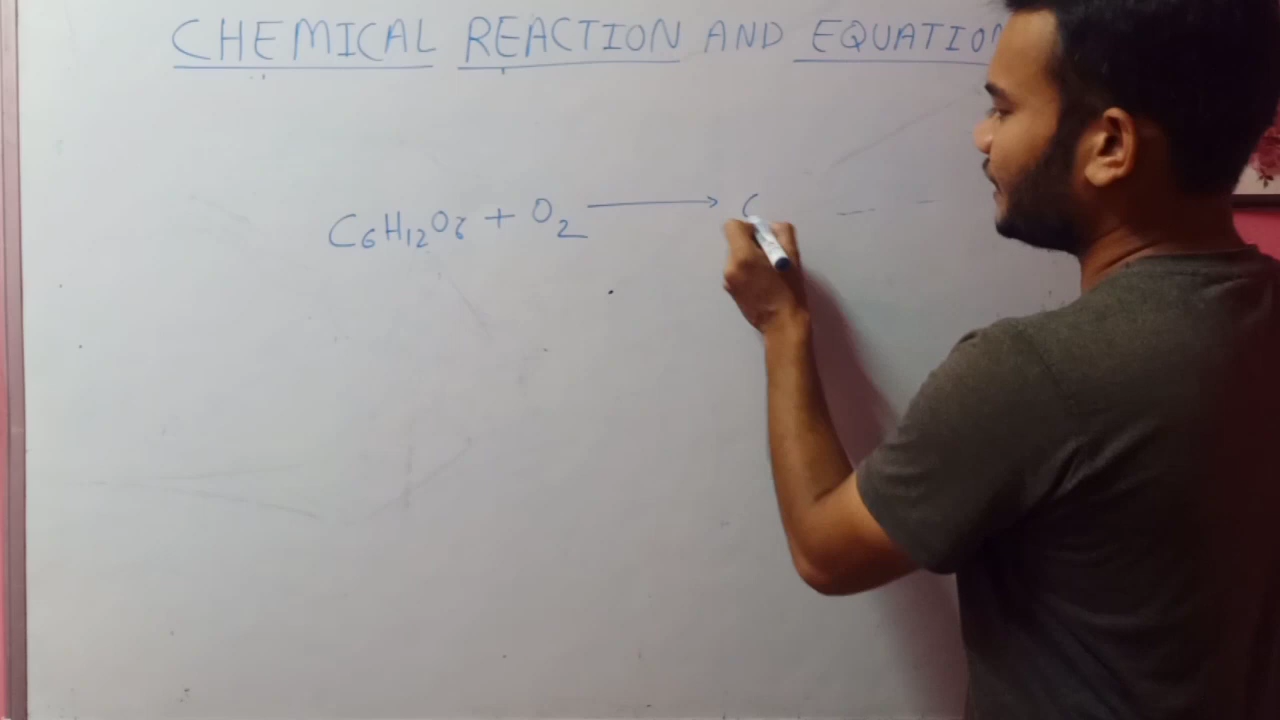 CHEMICAL REACTION AND EQUATION
C₆H₁₂O₆ + O₂ ⟶ C